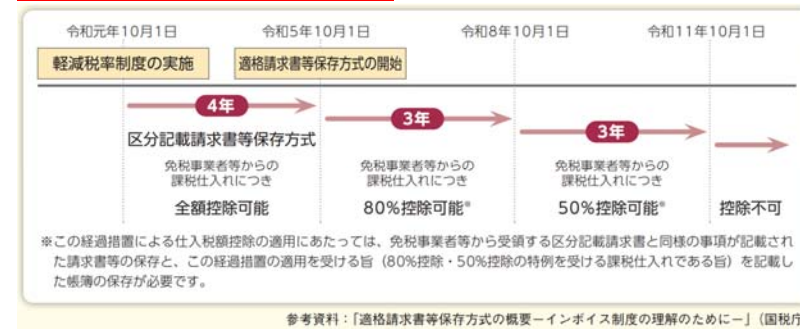 令和元年10月1日 令和5年10月1日 令和8年10月1日 令和11年10月1日
軽減税率制度の実施 適格請求書等保存方式の開始
4年 3年 3年
区分記載請求書等保存方式
免税事業者等からの 免税事業者等からの 免税事業者等からの
課税仕入れにつき 課税仕入れにつき 課税仕入れにつき
全額控除可能 80%控除可能※ 50%控除可能※ 控除不可
※この経過措置による仕入税額控除の適用にあたっては、免税事業者等から受領する区分記載請求書と同様の事項が記載され
た請求書等の保存と、この経過措置の適用を受ける旨（80%控除・50%控除の特例を受ける課税仕入れである旨）を記載し
た帳簿の保存が必要です。
参考資料：「適格請求書等保存方式の概要ーインボイス制度の理解のためにー」（国税庁